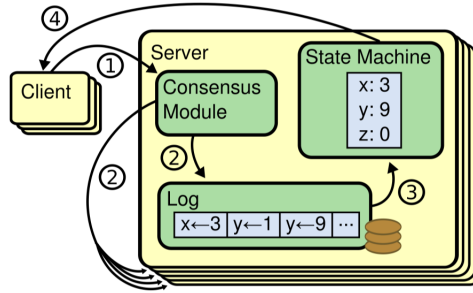 ④
①
Client
Server
Consensus
Module
State Machine
x: 3
y: 9
z: 0
②
②
③
Log
x←3 y←1 y←9 ...